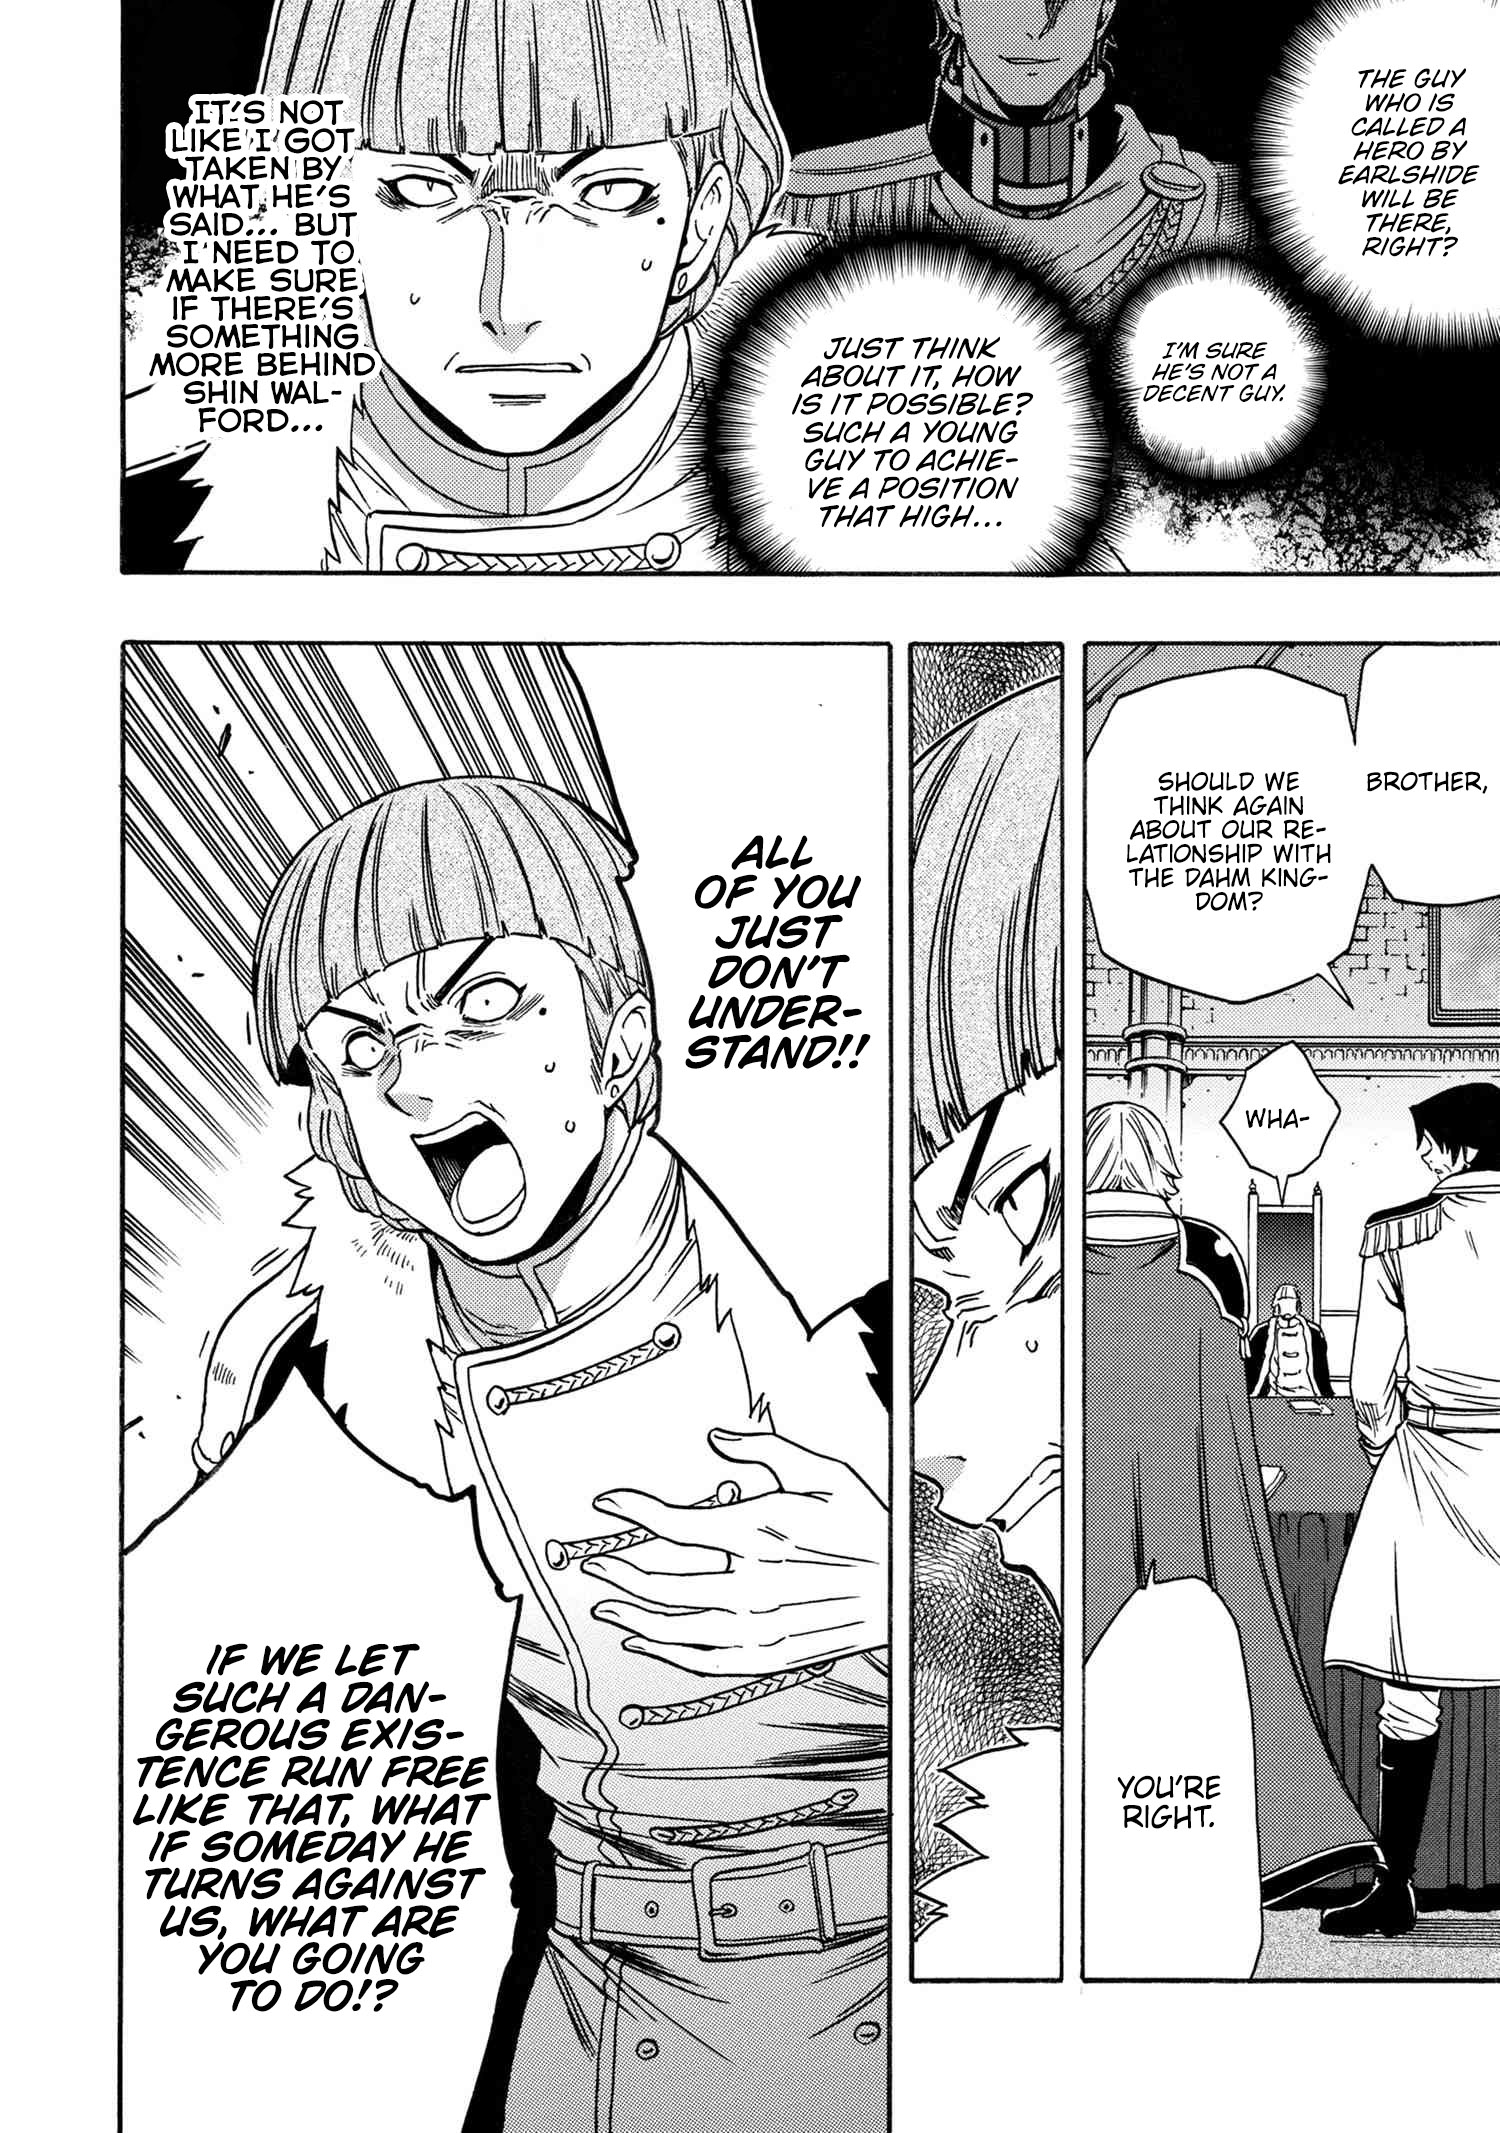 THE GUY
WHO IS
CALLED A
HERO BY
EARLSHIDE
WILL BE
THERE,
RIGHT?
I'M SURE
HE'S NOT A
DECENT GUY.
JUST THINK
ABOUT IT, HOW
IS IT POSSIBLE?
SUCH A YOUNG
GUY TO ACHIE-
VE A POSITION
THAT HIGH...
IT'S NOT
LIKE I GOT
TAKEN BY
WHAT HE'S
SAID... BUT
I NEED TO
MAKE SURE
IF THERE'S
SOMETHING
MORE BEHIND
SHIN WAL-
FORD...
BROTHER,
SHOULD WE
THINK AGAIN
ABOUT OUR RE-
LATIONSHIP WITH
THE DAHM KING-
DOM?
WHA-
YOU'RE
RIGHT.
ALL
OF YOU
JUST
DON'T
UNDER-
STAND!!
IF WE LET
SUCH A DAN-
GEROUS EXIS-
TENCE RUN FREE
LIKE THAT, WHAT
IF SOMEDAY HE
TURNS AGAINST
US, WHAT ARE
YOU GOING
TO DO!?